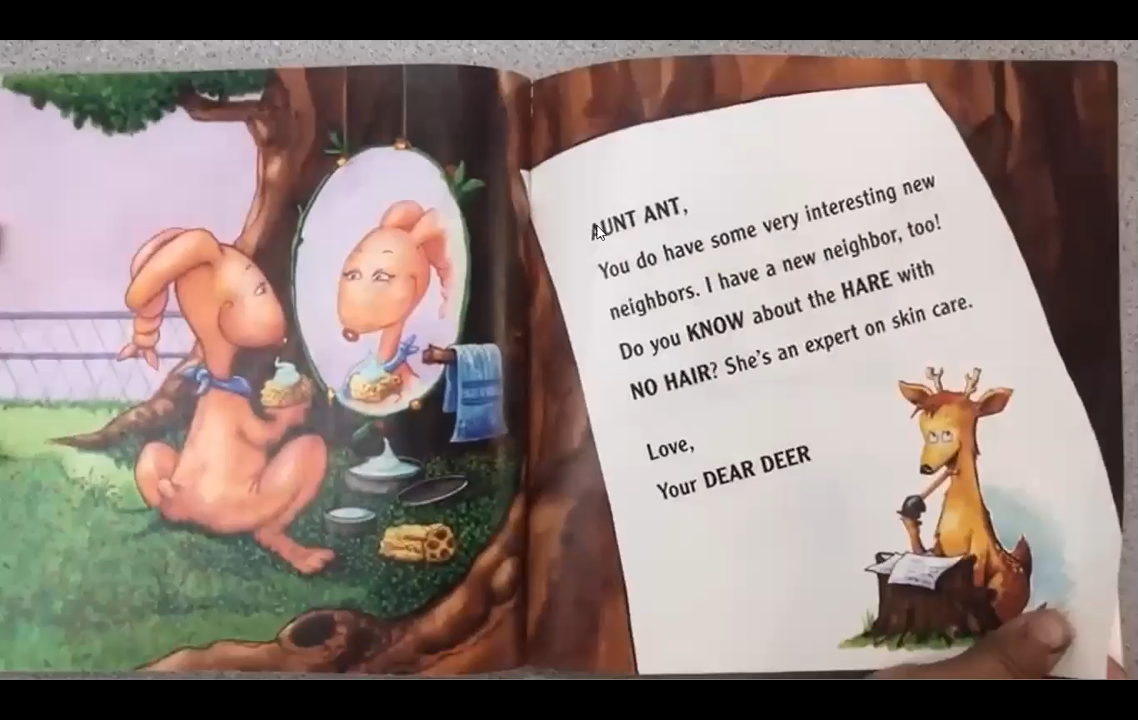 AUNT ANT,
You do have some very interesting new
neighbors. I have a new neighbor, too!
Do you KNOW about the HARE with
NO HAIR? She's an expert on skin care.
Love,
Your DEAR DEER